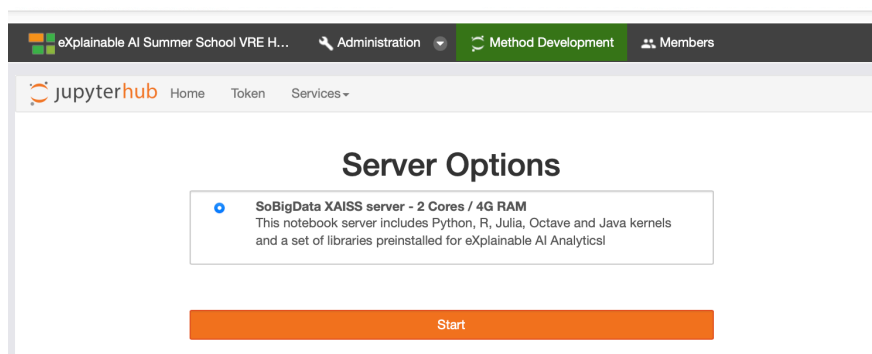 eXplainable AI Summer School VRE H... Administration Method Development Members
jupyterhub Home Token Services
Server Options
SoBigData XAISS server - 2 Cores / 4G RAM
This notebook server includes Python, R, Julia, Octave and Java kernels
and a set of libraries preinstalled for eXplainable AI Analyticsl
Start